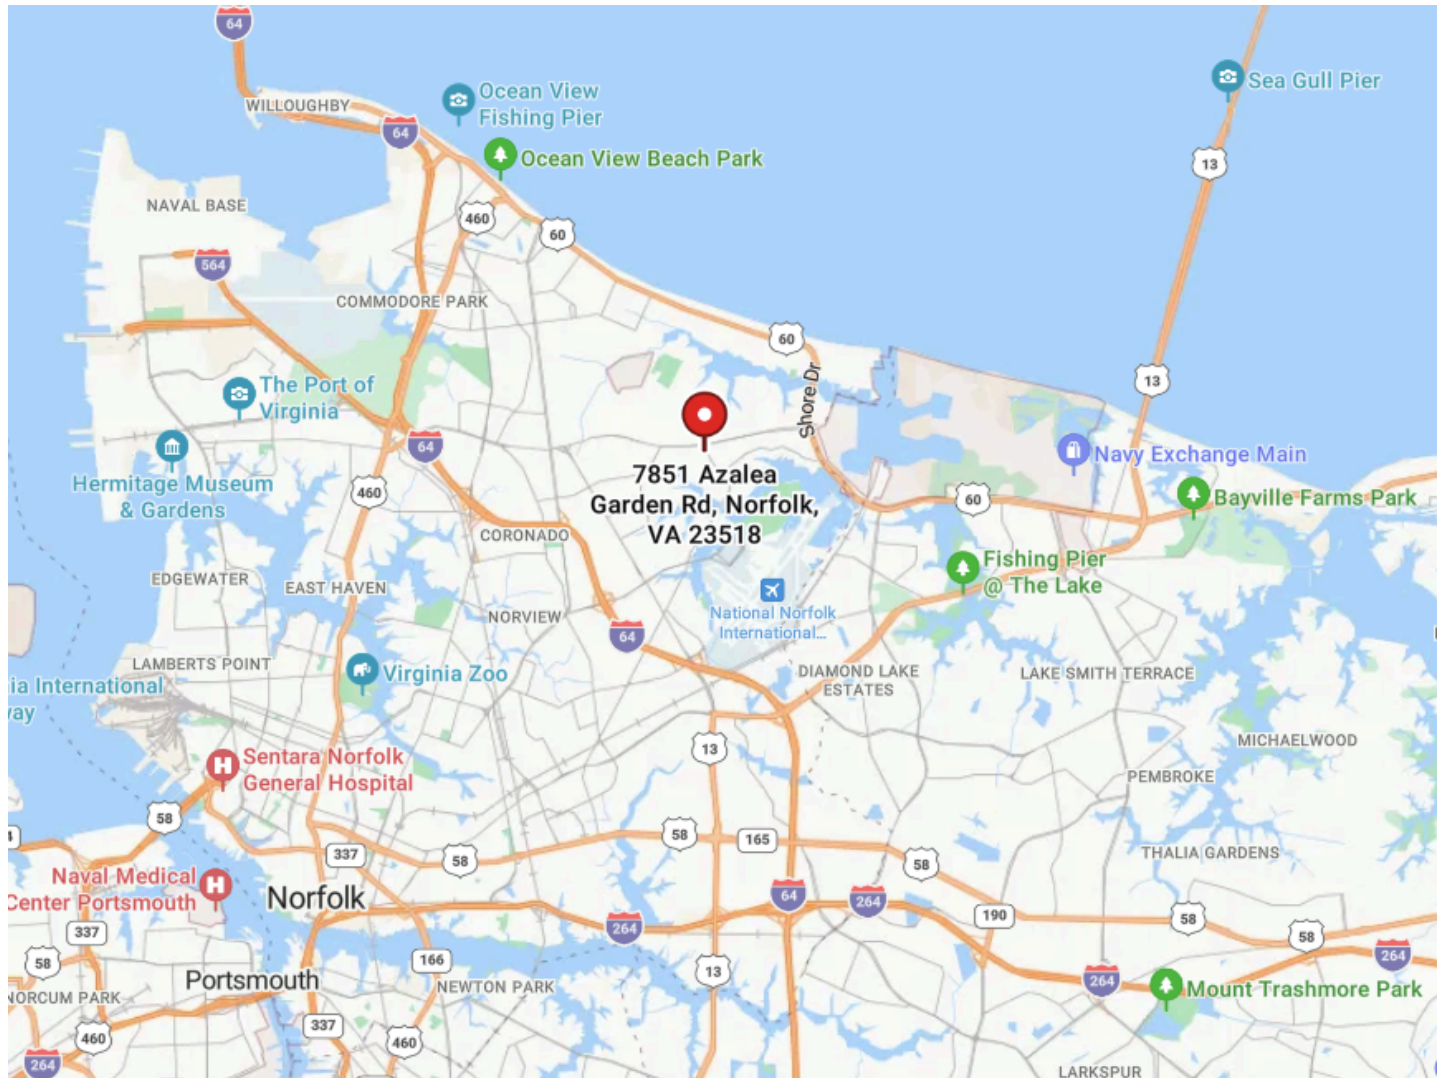 64
WILLOUGHBY
Ocean View
Fishing Pier
Sea Gull Pier
64
Ocean View Beach Park
13
NAVAL BASE
460
60
564
COMMODORE PARK
60
The Port of
Virginia
Shore Dr
13
64
7851 Azalea
Garden Rd, Norfolk,
VA 23518
Navy Exchange Main
Hermitage Museum
& Gardens
460
60
Bayville Farms Park
CORONADO
Fishing Pier
@ The Lake
EDGEWATER
EAST HAVEN
NORVIEW
National Norfolk
International...
64
LAMBERTS POINT
Virginia Zoo
DIAMOND LAKE
ESTATES
LAKE SMITH TERRACE
ia International
way
13
MICHAELWOOD
Sentara Norfolk
General Hospital
PEMBROKE
58
58
165
337
58
58
THALIA GARDENS
Naval Medical
Center Portsmouth
Norfolk
64
264
190
58
264
337
58
58
166
264
13
Portsmouth
NEWTON PARK
264
Mount Trashmore Park
NORCUM PARK
337
460
460
264
LARKSPUR